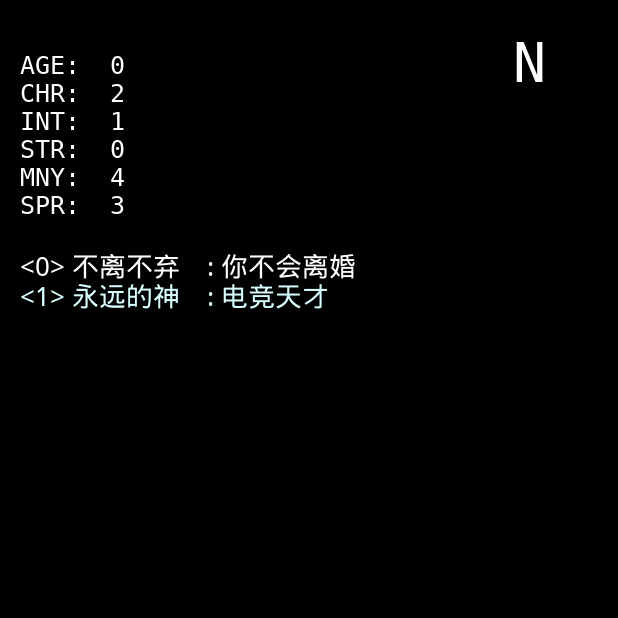 N
AGE: 0
CHR: 2
INT: 1
STR: 0
MNY: 4
SPR: 3
<0> 不离不弃 : 你不会离婚
<1> 永远的神 : 电竞天才